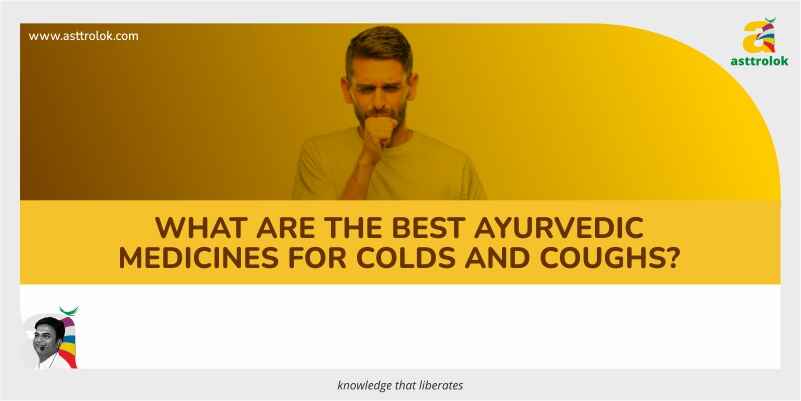 www.asttrolok.com
asttrolok
WHAT ARE THE BEST AYURVEDIC
MEDICINES FOR COLDS AND COUGHS?
knowledge that liberates